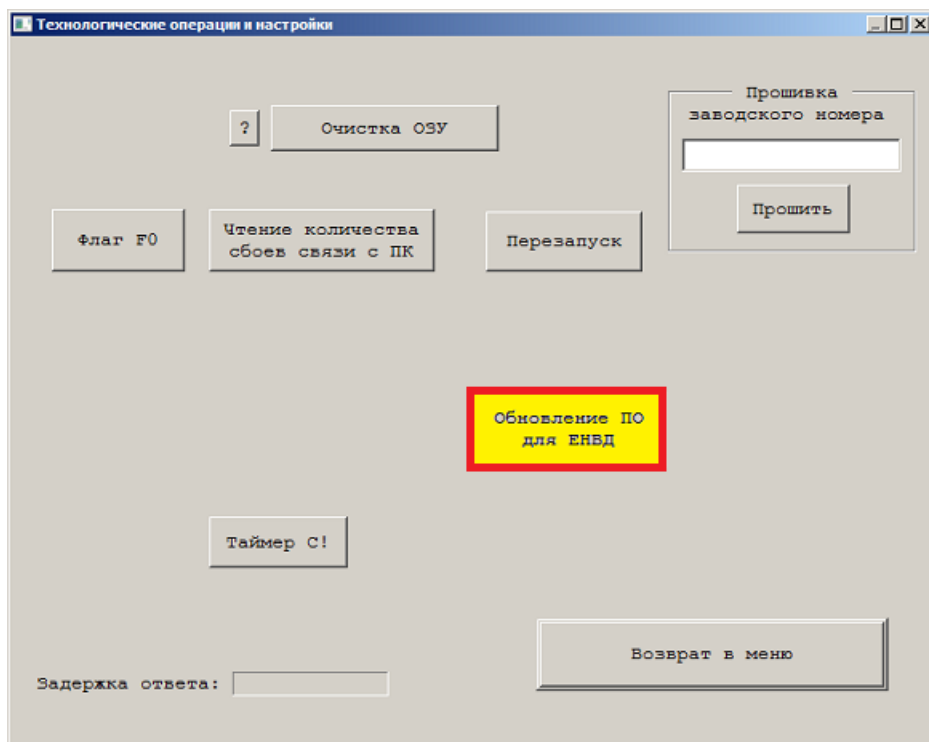 Технологические операции и настройки
Прошивка
заводского номера
?
Очистка ОЗУ
Прошить
Флаг F0
Чтение количества
сбоев связи с ПК
Перезапуск
Обновление ПО
для ЕНВД
Таймер С!
Возврат в меню
Задержка ответа: